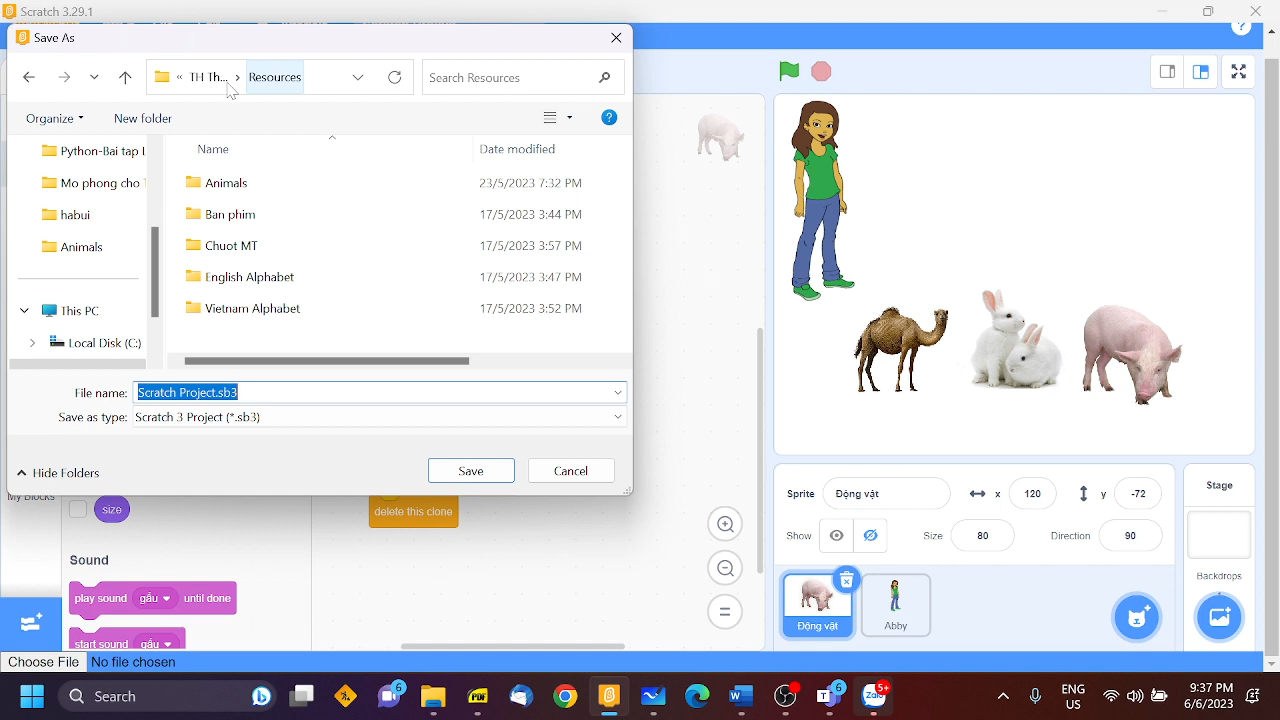 Scratch 3.29.1
Save As
« TH Th... › Resources
Search Resources
Organize
New folder
Name
Date modified
Python-Bai tap L
Mo phong cho T
habui
Animals
This PC
Local Disk (C:)
Animals 23/5/2023 7:32 PM
Ban phim 17/5/2023 3:44 PM
Chuot MT 17/5/2023 3:57 PM
English Alphabet 17/5/2023 3:47 PM
Vietnam Alphabet 17/5/2023 3:52 PM
File name: Scratch Project.sb3
Save as type: Scratch 3 Project (*.sb3)
Hide Folders
Save
Cancel
My Blocks
size
Sound
play sound gấu until done
start sound gấu
delete this clone
Sprite Động vật x 120 y -72
Show Size 80 Direction 90
Động vật
Abby
Stage
Backdrops
Choose File No file chosen
Search
6
PDF
6
Zalo
5+
ENG
US
9:37 PM
6/6/2023